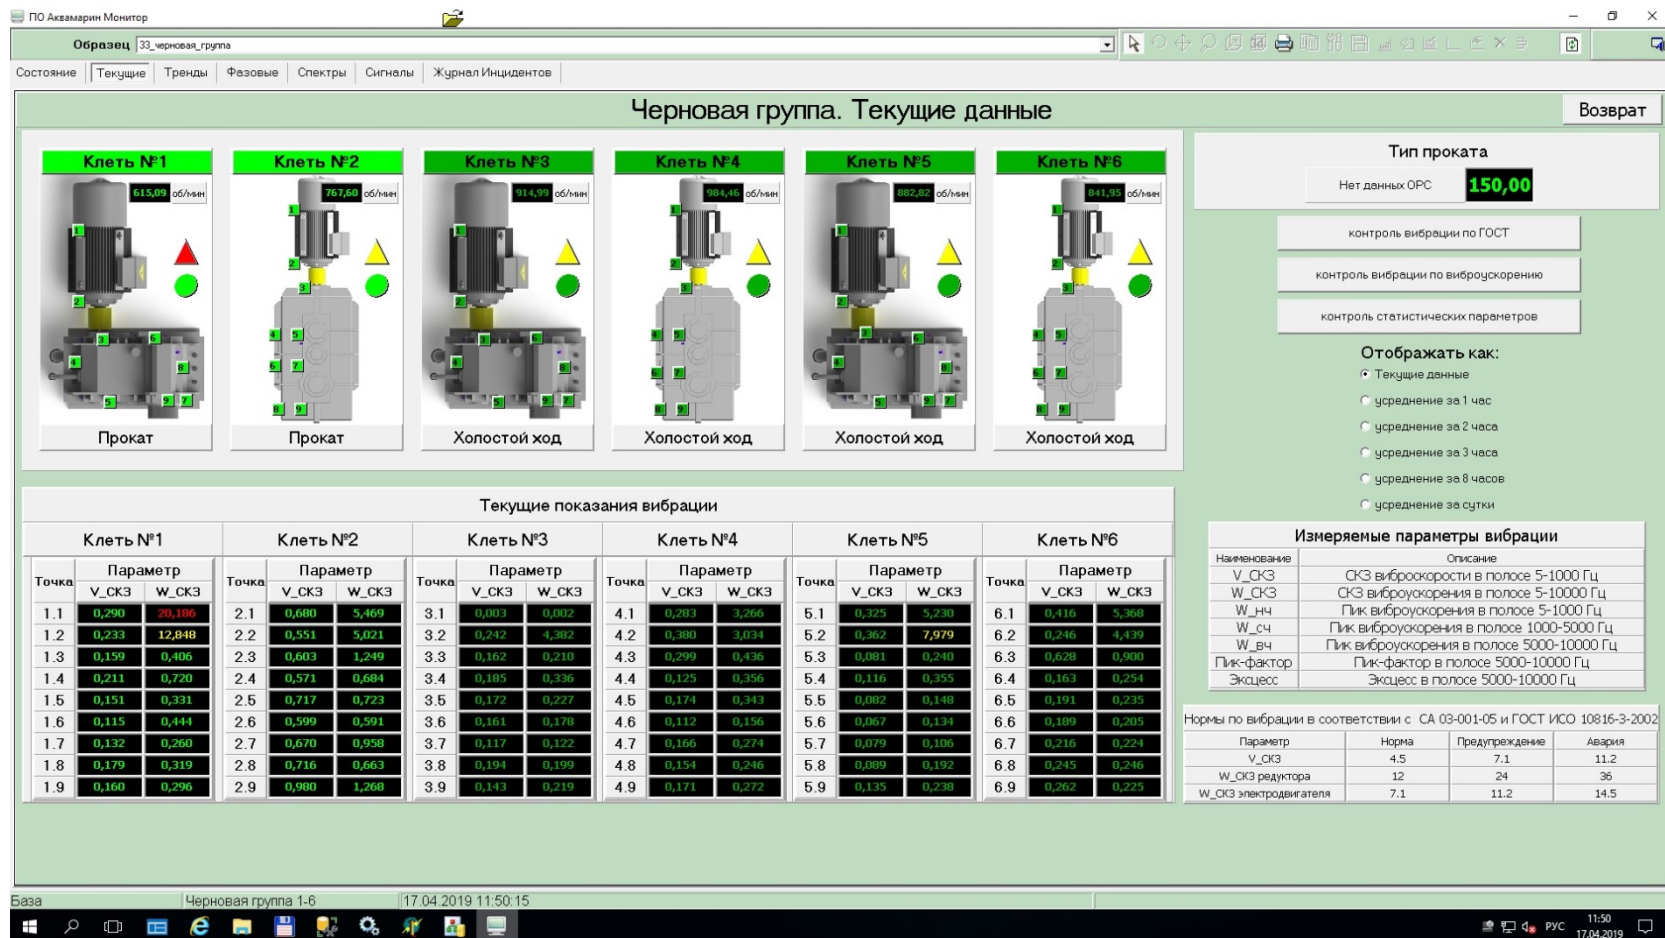 ПО Аквамарин Монитор
Образец 33_черновая_группа
Состояние Текущие Тренды Фазовые Спектры Сигналы Журнал Инцидентов
Черновая группа. Текущие данные Возврат
Клеть №1 Клеть №2 Клеть №3 Клеть №4 Клеть №5 Клеть №6
615,09 об/мин 767,60 об/мин 914,99 об/мин 984,46 об/мин 882,82 об/мин 841,95 об/мин
Прокат Прокат Холостой ход Холостой ход Холостой ход Холостой ход
Тип проката
Нет данных OPC 150,00
контроль вибрации по ГОСТ
контроль вибрации по виброускорению
контроль статистических параметров
Отображать как:
Текущие данные
усреднение за 1 час
усреднение за 2 часа
усреднение за 3 часа
усреднение за 8 часов
усреднение за сутки
Текущие показания вибрации
Клеть №1 Клеть №2 Клеть №3 Клеть №4 Клеть №5 Клеть №6
Точка Параметр Точка Параметр Точка Параметр Точка Параметр Точка Параметр Точка Параметр
V_СКЗ W_СКЗ V_СКЗ W_СКЗ V_СКЗ W_СКЗ V_СКЗ W_СКЗ V_СКЗ W_СКЗ V_СКЗ W_СКЗ
1.1 0,290 20,186 2.1 0,680 5,469 3.1 0,003 0,002 4.1 0,283 3,266 5.1 0,325 5,230 6.1 0,416 5,368
1.2 0,233 12,848 2.2 0,551 5,021 3.2 0,242 4,382 4.2 0,380 3,034 5.2 0,362 7,979 6.2 0,246 4,439
1.3 0,159 0,406 2.3 0,603 1,249 3.3 0,162 0,210 4.3 0,299 0,436 5.3 0,081 0,240 6.3 0,628 0,900
1.4 0,211 0,720 2.4 0,571 0,684 3.4 0,185 0,336 4.4 0,125 0,356 5.4 0,116 0,355 6.4 0,163 0,254
1.5 0,151 0,331 2.5 0,717 0,723 3.5 0,172 0,227 4.5 0,174 0,343 5.5 0,082 0,148 6.5 0,191 0,235
1.6 0,115 0,444 2.6 0,599 0,591 3.6 0,161 0,178 4.6 0,112 0,156 5.6 0,067 0,134 6.6 0,189 0,205
1.7 0,132 0,260 2.7 0,670 0,958 3.7 0,117 0,122 4.7 0,166 0,274 5.7 0,079 0,106 6.7 0,216 0,224
1.8 0,179 0,319 2.8 0,716 0,663 3.8 0,194 0,199 4.8 0,154 0,246 5.8 0,089 0,192 6.8 0,245 0,246
1.9 0,160 0,296 2.9 0,980 1,268 3.9 0,143 0,219 4.9 0,171 0,272 5.9 0,135 0,238 6.9 0,262 0,225
Измеряемые параметры вибрации
Наименование Описание
V_СКЗ СКЗ виброскорости в полосе 5-1000 Гц
W_СКЗ СКЗ виброускорения в полосе 5-10000 Гц
W_нч Пик виброускорения в полосе 5-1000 Гц
W_сч Пик виброускорения в полосе 1000-5000 Гц
W_вч Пик виброускорения в полосе 5000-10000 Гц
Пик-фактор Пик-фактор в полосе 5000-10000 Гц
Эксцесс Эксцесс в полосе 5000-10000 Гц
Нормы по вибрации в соответствии с СА 03-001-05 и ГОСТ ИСО 10816-3-2002
Параметр Норма Предупреждение Авария
V_СКЗ 4.5 7.1 11.2
W_СКЗ редуктора 12 24 36
W_СКЗ электродвигателя 7.1 11.2 14.5
База Черновая группа 1-6 17.04.2019 11:50:15
РУС 11:50
17.04.2019